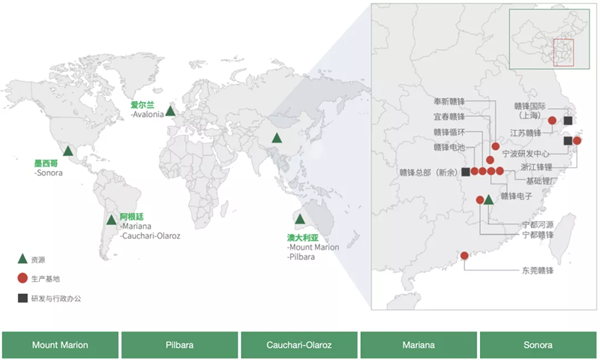 爱尔兰
-Avalonia
墨西哥
-Sonora
阿根廷
-Mariana
-Cauchari-Olaroz
澳大利亚
-Mount Marion
-Pilbara
资源
生产基地
研发与行政办公
奉新赣锋
宜春赣锋
赣锋循环
赣锋电池
赣锋总部（新余）
赣锋国际
（上海）
江苏赣锋
宁波研发中心
浙江锋锂
基础锂厂
赣锋电子
宁都河源
宁都赣锋
东莞赣锋
Mount Marion
Pilbara
Cauchari-Olaroz
Mariana
Sonora